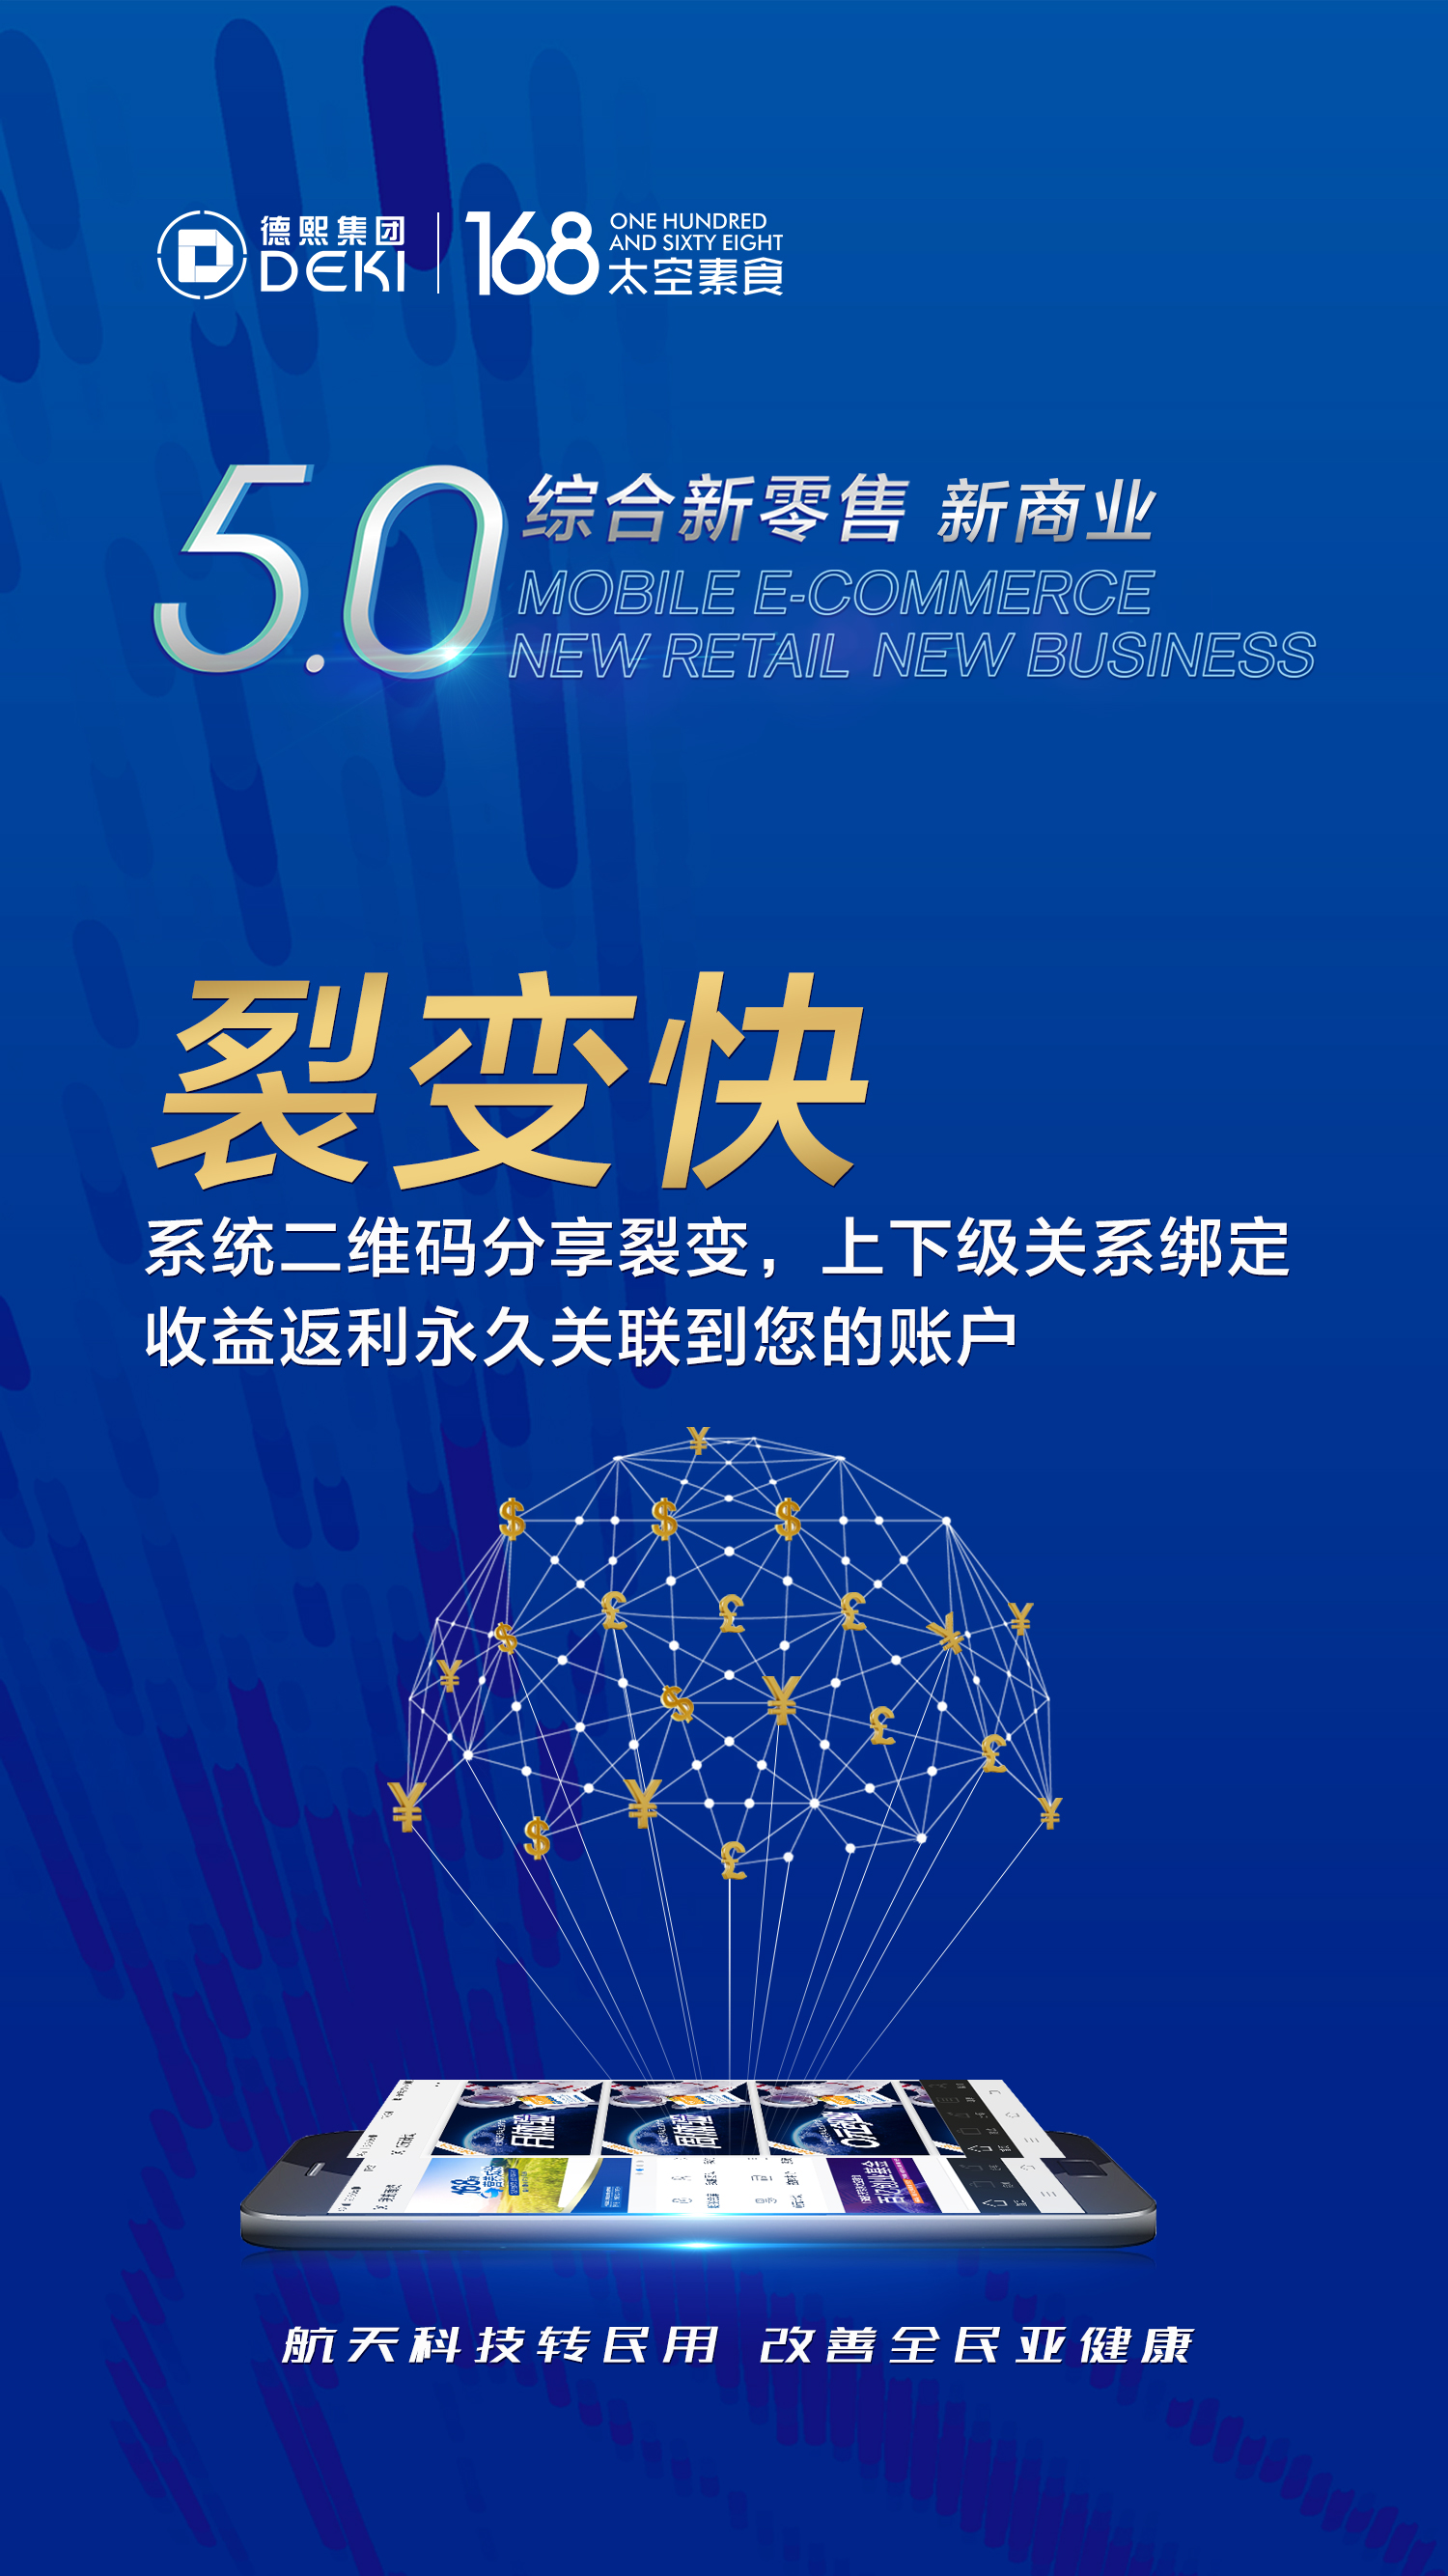 德熙集团
DEKI
168
ONE HUNDRED
AND SIXTY EIGHT
太空素食
5.0
综合新零售 新商业
MOBILE E-COMMERCE
NEW RETAIL NEW BUSINESS
裂变快
系统二维码分享裂变，上下级关系绑定
收益返利永久关联到您的账户
航天科技转民用 改善全民亚健康